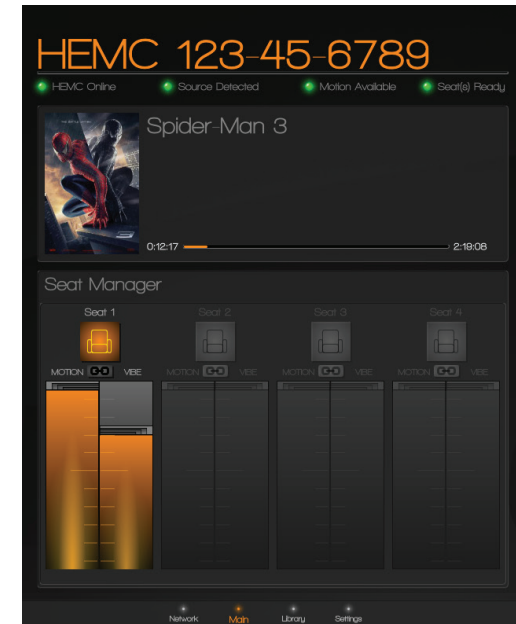 HEMC 123-45-6789
HEMC Online Source Detected Motion Available Seat(s) Ready
Spider-Man 3
0:12:17 2:19:08
Seat Manager
Seat 1 Seat 2 Seat 3 Seat 4
MOTION VIBE MOTION VIBE MOTION VIBE MOTION VIBE
Network Main Library Settings